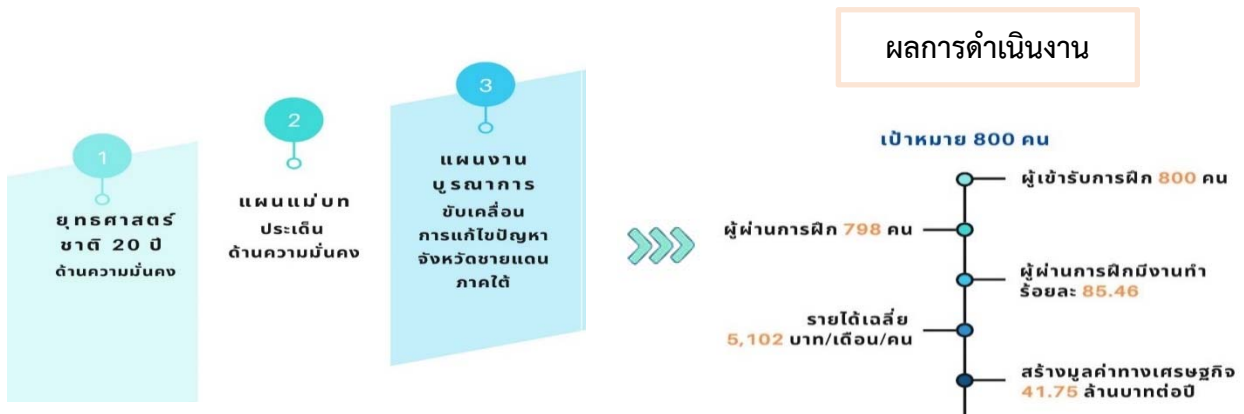 1
ยุทธศาสตร์
ชาติ 20 ปี
ด้านความมั่นคง
2
แผนแม่บท
ประเด็น
ด้านความมั่นคง
3
แผนงาน
บูรณาการ
ขับเคลื่อน
การแก้ไขปัญหา
จังหวัดชายแดน
ภาคใต้
ผลการดำเนินงาน
เป้าหมาย 800 คน
ผู้เข้ารับการฝึก 800 คน
ผู้ผ่านการฝึก 798 คน
ผู้ผ่านการฝึกมีงานทำ
ร้อยละ 85.46
รายได้เฉลี่ย
5,102 บาท/เดือน/คน
สร้างมูลค่าทางเศรษฐกิจ
41.75 ล้านบาทต่อปี